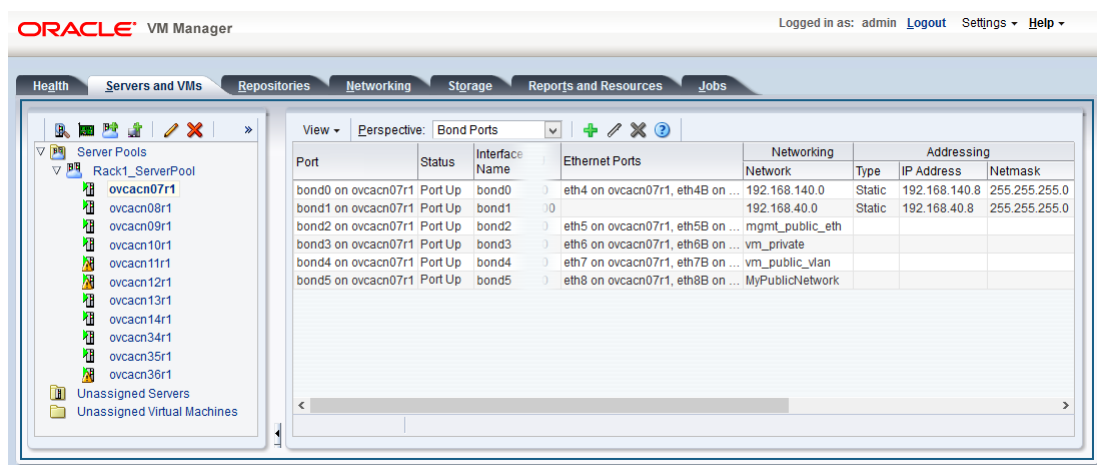 ORACLE VM Manager
Logged in as: admin Logout Settings Help
Health Servers and VMs Repositories Networking Storage Reports and Resources Jobs
»
View Perspective: Bond Ports
Server Pools
Rack1_ServerPool
ovcacn07r1
ovcacn08r1
ovcacn09r1
ovcacn10r1
ovcacn11r1
ovcacn12r1
ovcacn13r1
ovcacn14r1
ovcacn34r1
ovcacn35r1
ovcacn36r1
Unassigned Servers
Unassigned Virtual Machines
Networking Addressing
Port Status Interface Name Ethernet Ports Network Type IP Address Netmask
bond0 on ovcacn07r1 Port Up bond0 eth4 on ovcacn07r1, eth4B on ... 192.168.140.0 Static 192.168.140.8 255.255.255.0
bond1 on ovcacn07r1 Port Up bond1 00 192.168.40.0 Static 192.168.40.8 255.255.255.0
bond2 on ovcacn07r1 Port Up bond2 eth5 on ovcacn07r1, eth5B on ... mgmt_public_eth
bond3 on ovcacn07r1 Port Up bond3 eth6 on ovcacn07r1, eth6B on ... vm_private
bond4 on ovcacn07r1 Port Up bond4 eth7 on ovcacn07r1, eth7B on ... vm_public_vlan
bond5 on ovcacn07r1 Port Up bond5 eth8 on ovcacn07r1, eth8B on ... MyPublicNetwork